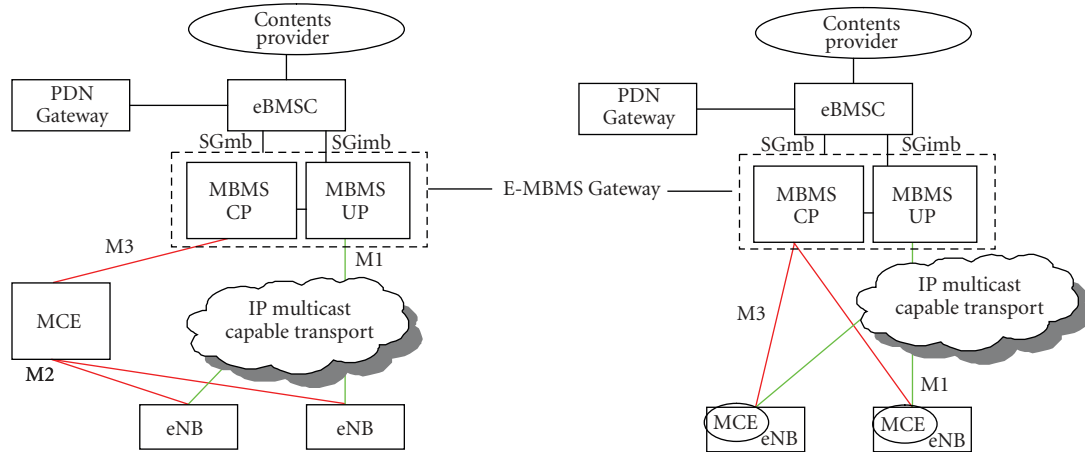 Contents
provider
PDN
Gateway
eBMSC
SGmb
SGimb
MBMS
CP
MBMS
UP
M3
M1
MCE
IP multicast
capable transport
M2
eNB
eNB
E-MBMS Gateway
Contents
provider
PDN
Gateway
eBMSC
SGmb
SGimb
MBMS
CP
MBMS
UP
IP multicast
capable transport
M3
M1
MCE
eNB
MCE
eNB